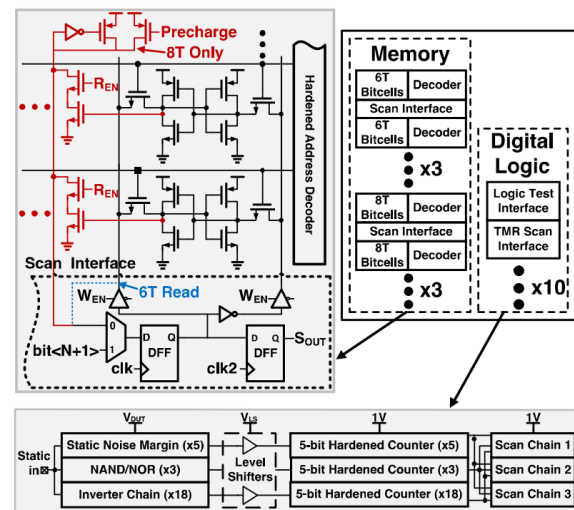 Precharge
8T Only
R_EN
R_EN
Hardened Address Decoder
Scan Interface
W_EN
6T Read
W_EN
0
1
bit<N+1>
D Q
DFF
clk
D Q
DFF
clk2
S_OUT
Memory
6T Bitcells
Decoder
Scan Interface
6T Bitcells
Decoder
x3
8T Bitcells
Decoder
Scan Interface
8T Bitcells
Decoder
x3
Digital
Logic
Logic Test
Interface
TMR Scan
Interface
x10
V_DUT
V_LS
1V
1V
Static
in
Static Noise Margin (x5)
NAND/NOR (x3)
Inverter Chain (x18)
Level
Shifters
5-bit Hardened Counter (x5)
5-bit Hardened Counter (x3)
5-bit Hardened Counter (x18)
Scan Chain 1
Scan Chain 2
Scan Chain 3